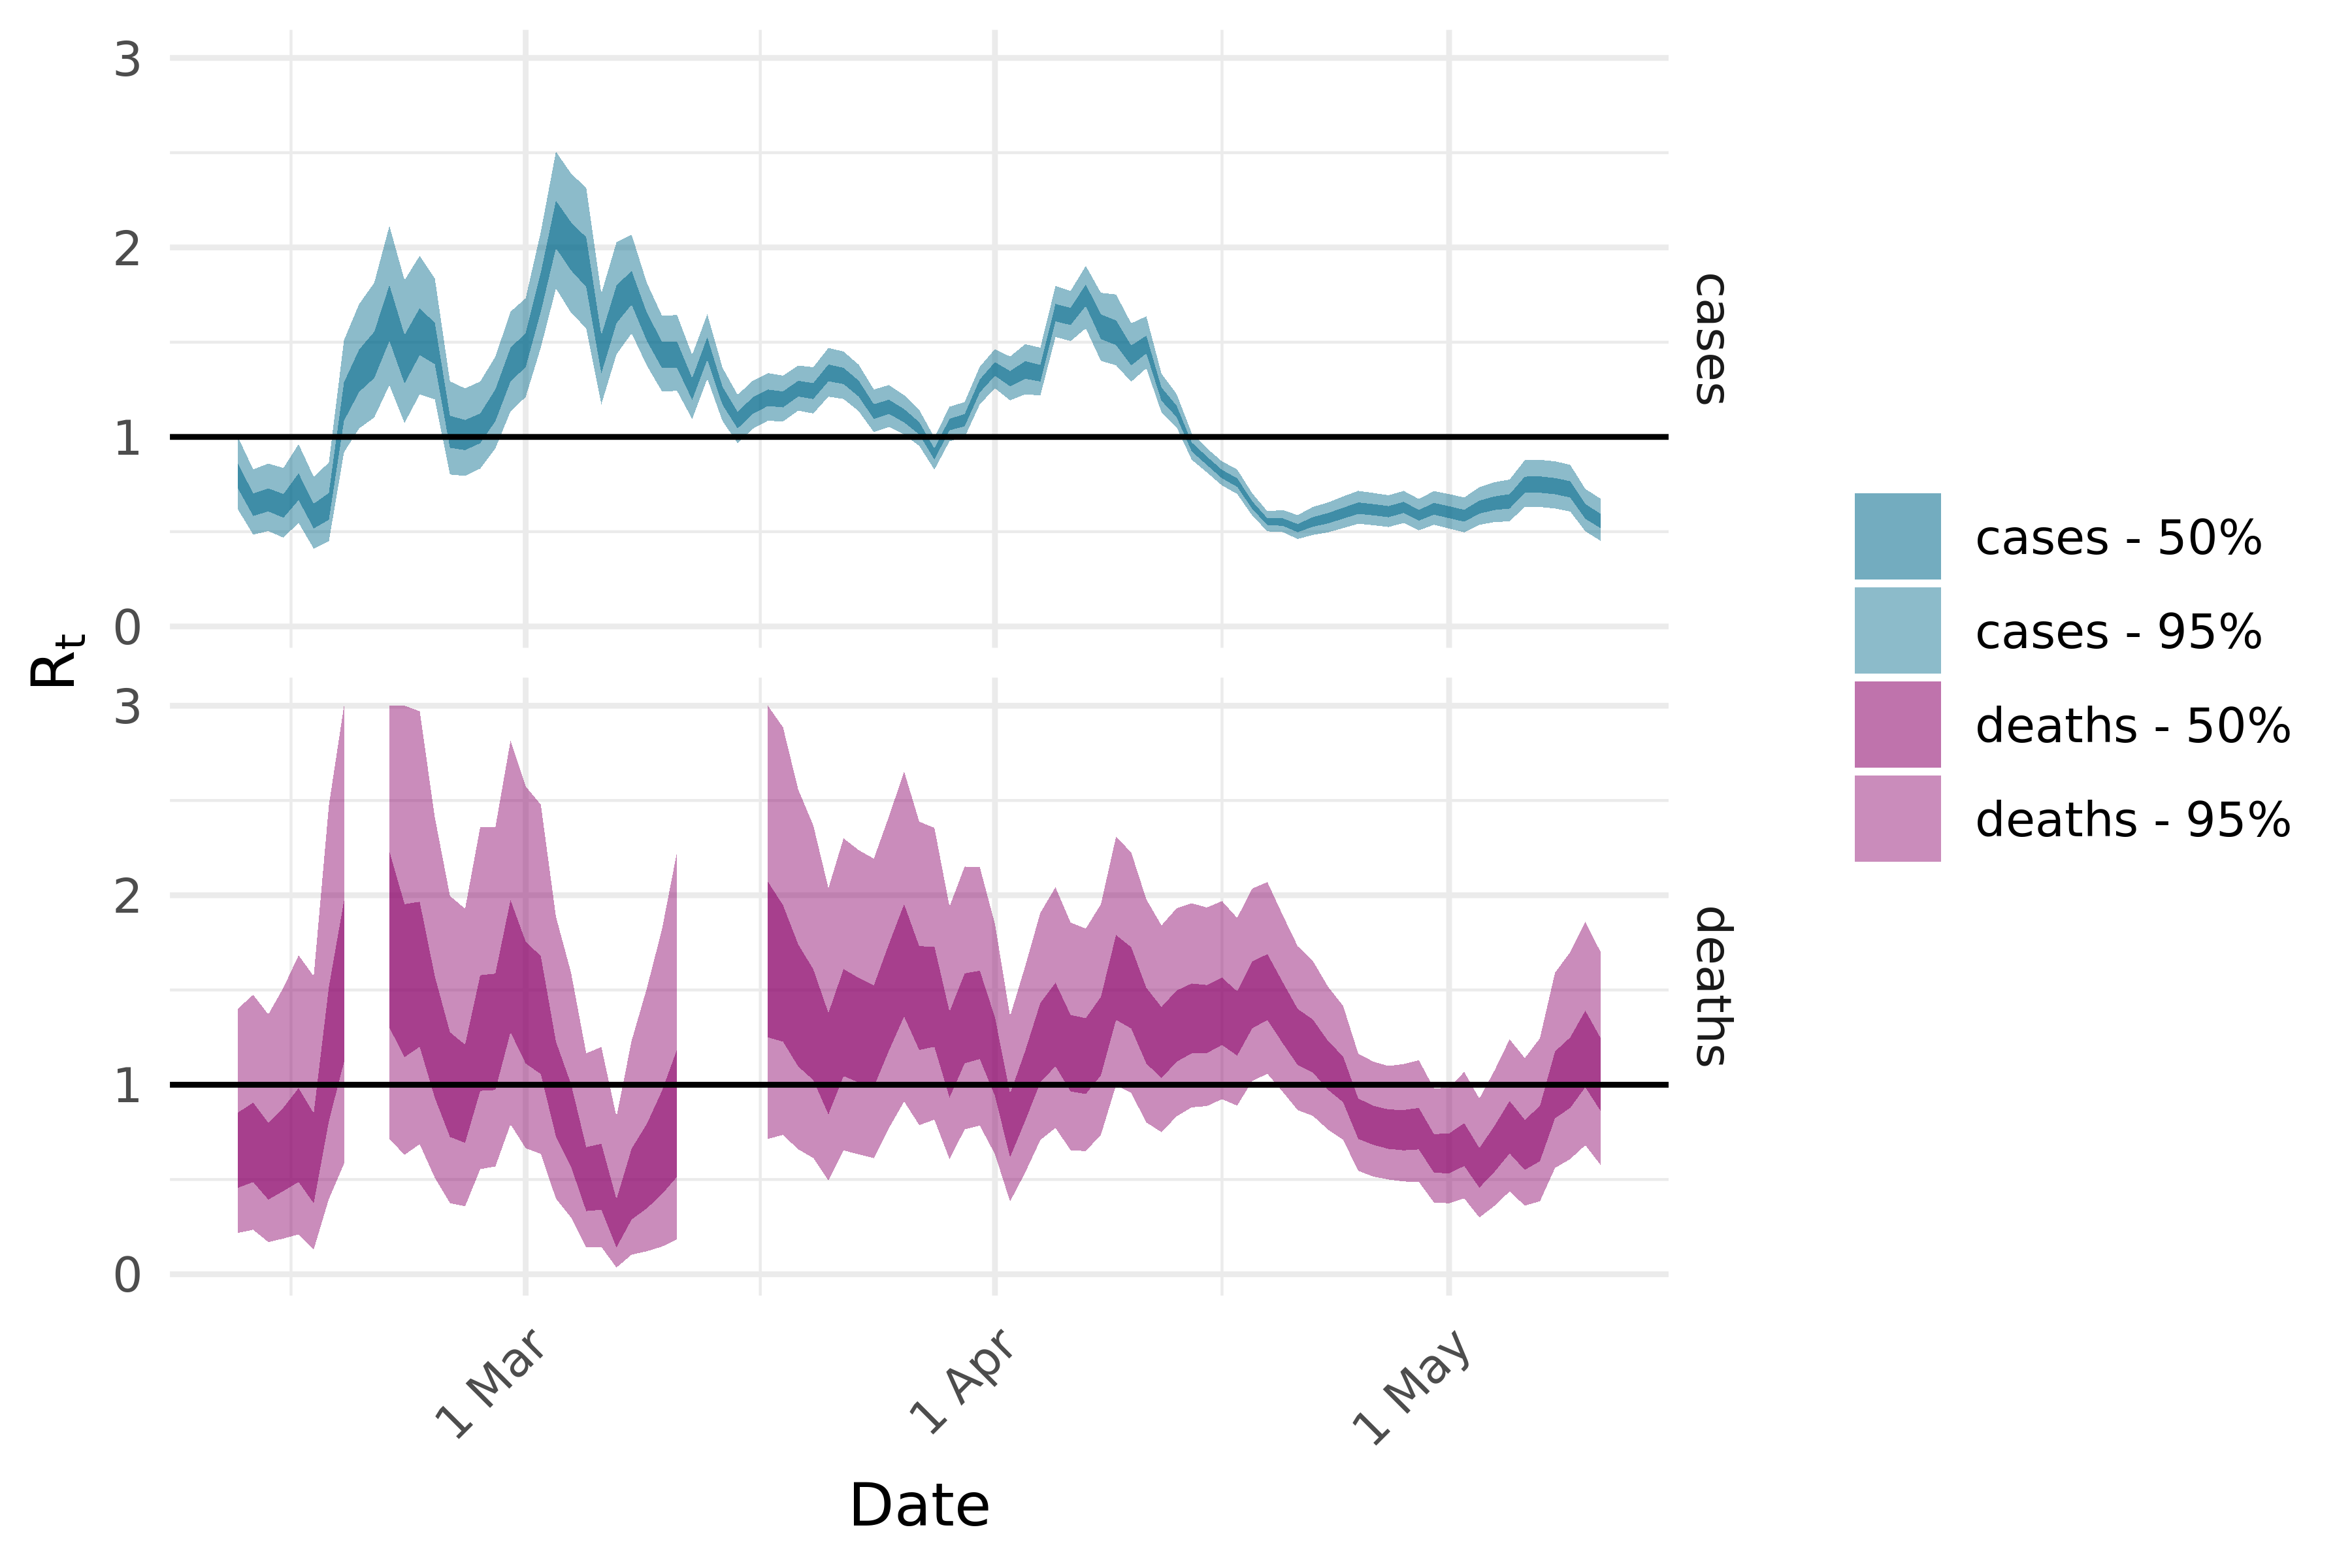 3
2
1
0
cases
3
2
1
0
deaths
Rt
1 Mar
1 Apr
1 May
Date
cases - 50%
cases - 95%
deaths - 50%
deaths - 95%